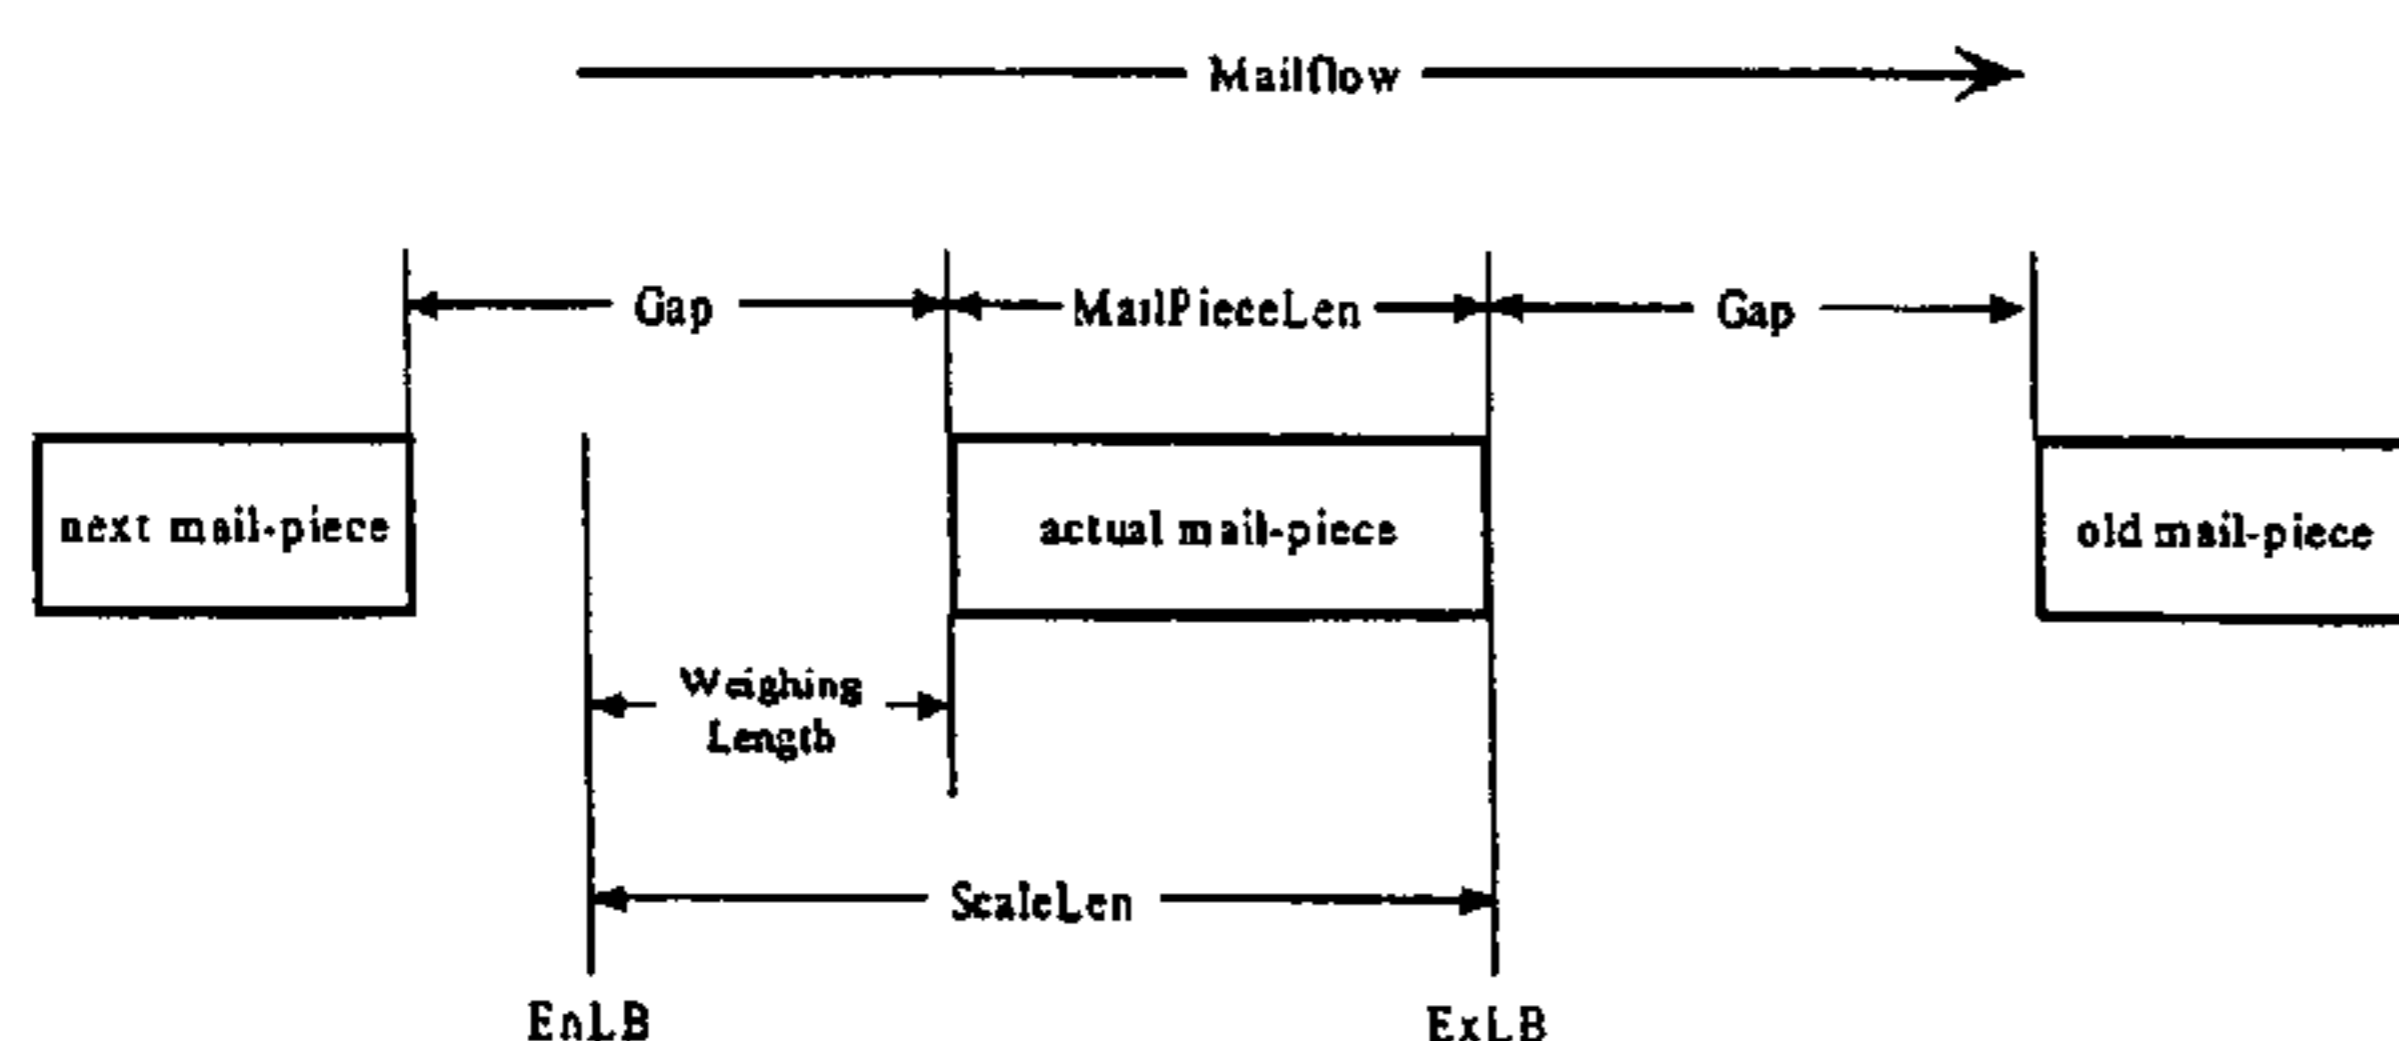 Mailflow
Gap
MailPieceLen
Gap
next mail-piece
actual mail-piece
old mail-piece
Weighing
Length
ScaleLen
EnLB
ExLB